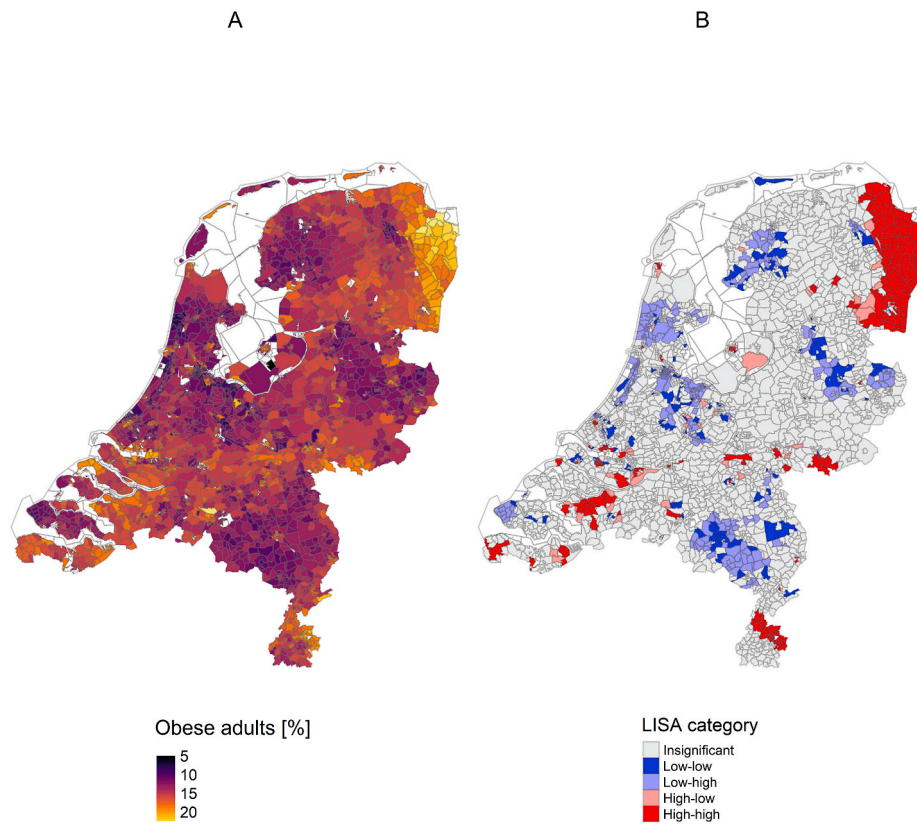 A
B
Obese adults [%]
5
10
15
20
LISA category
Insignificant
Low-low
Low-high
High-low
High-high